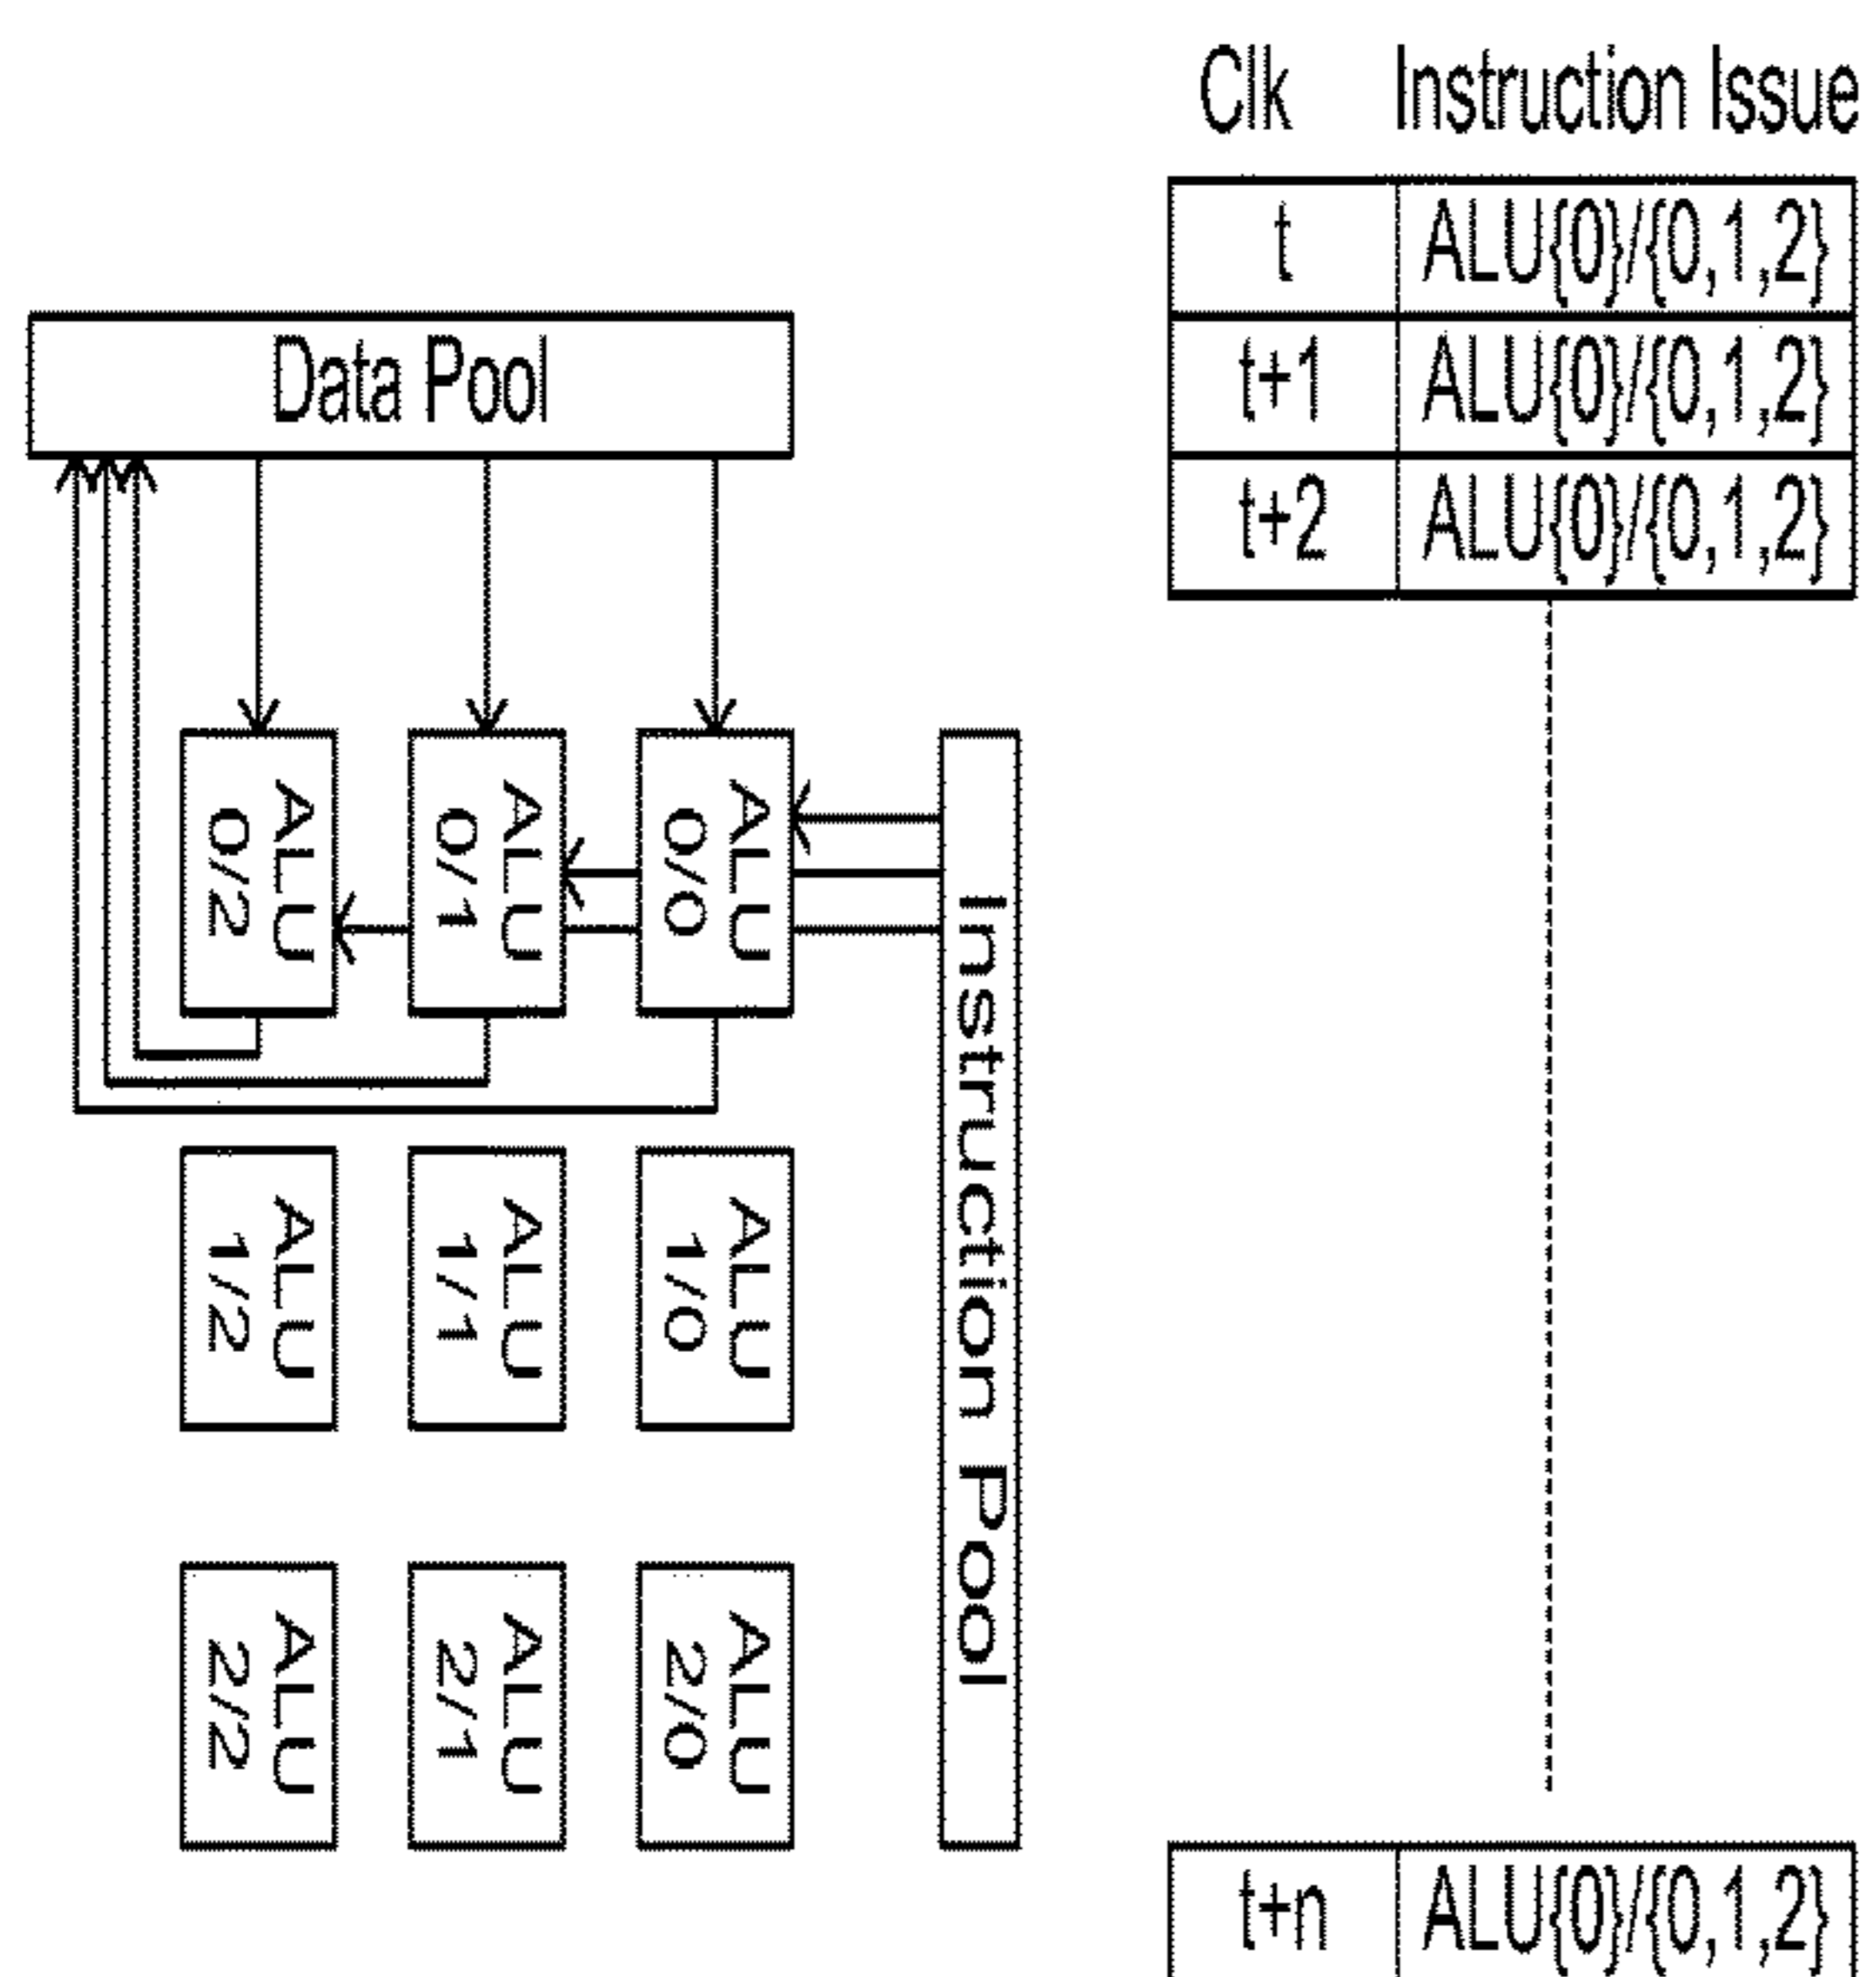 Clk Instruction Issue
t ALU{0}/{0,1,2}
t+1 ALU{0}/{0,1,2}
t+2 ALU{0}/{0,1,2}
t+n ALU{0}/{0,1,2}
Data Pool
ALU
0/2
ALU
0/1
ALU
0/0
ALU
1/2
ALU
1/1
ALU
1/0
ALU
2/2
ALU
2/1
ALU
2/0
Instruction Pool